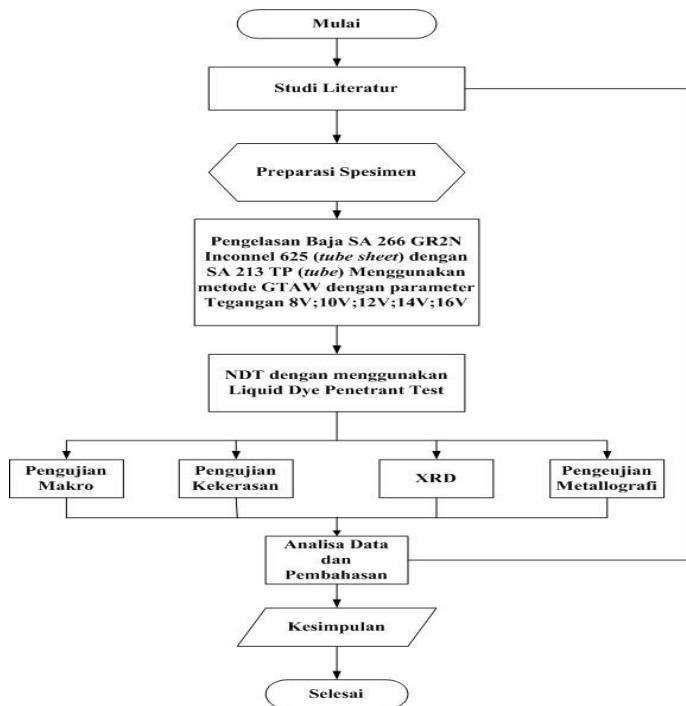 Mulai
Studi Literatur
Preparasi Spesimen
Pengelasan Baja SA 266 GR2N
Inconnel 625 (tube sheet) dengan
SA 213 TP (tube) Menggunakan
metode GTAW dengan parameter
Tegangan 8V;10V;12V;14V;16V
NDT dengan menggunakan
Liquid Dye Penetrant Test
Pengujian
Makro
Pengujian
Kekerasan
XRD
Pengeujian
Metallografi
Analisa Data
dan
Pembahasan
Kesimpulan
Selesai